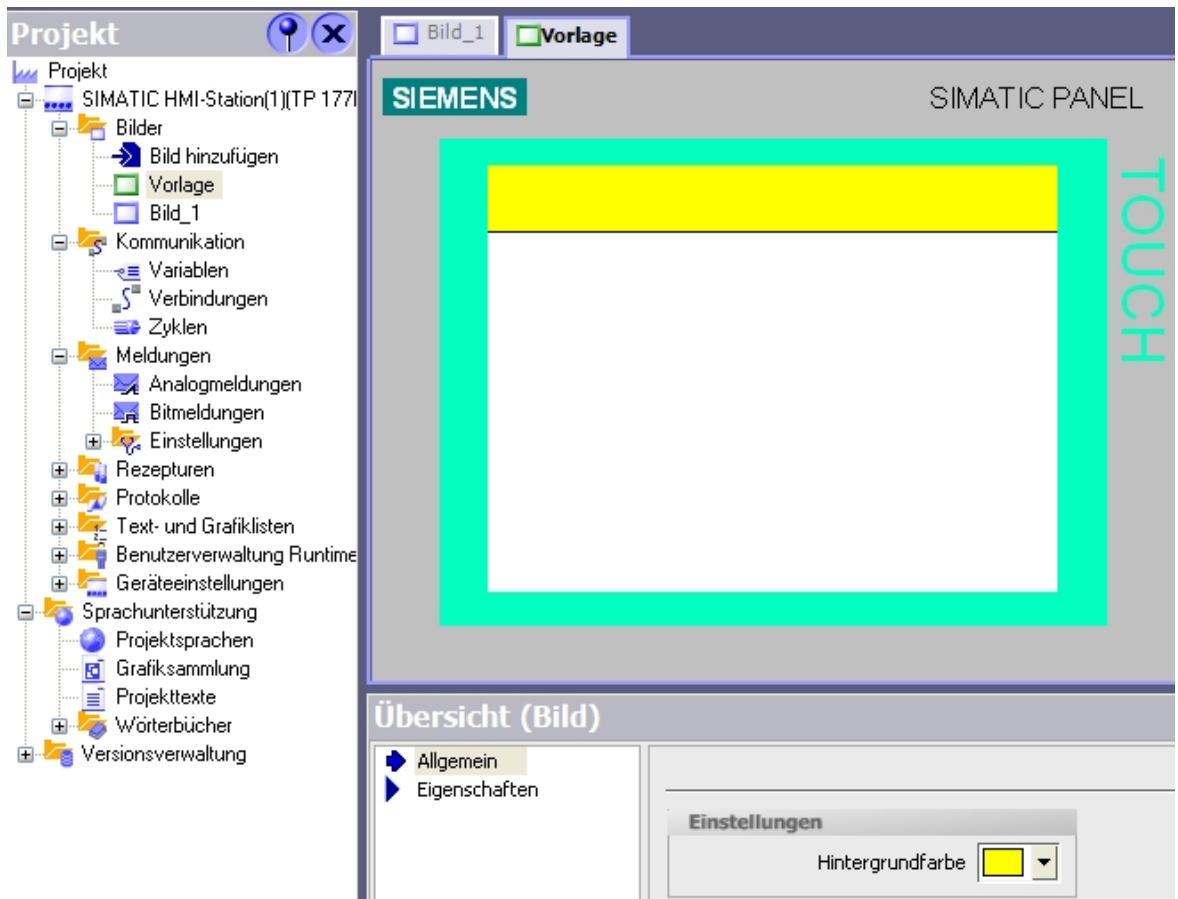 Projekt
Projekt
SIMATIC HMI-Station(1)(TP 177
Bilder
Bild hinzufügen
Vorlage
Bild_1
Kommunikation
Variablen
Verbindungen
Zyklen
Meldungen
Analogmeldungen
Bitmeldungen
Einstellungen
Rezepturen
Protokolle
Text- und Grafiklisten
Benutzerverwaltung Runtime
Geräteeinstellungen
Sprachunterstützung
Projektsprachen
Grafiksammlung
Projekttexte
Wörterbücher
Versionsverwaltung
Bild_1
Vorlage
SIEMENS
SIMATIC PANEL
TOUCH
Übersicht (Bild)
Allgemein
Eigenschaften
Einstellungen
Hintergrundfarbe